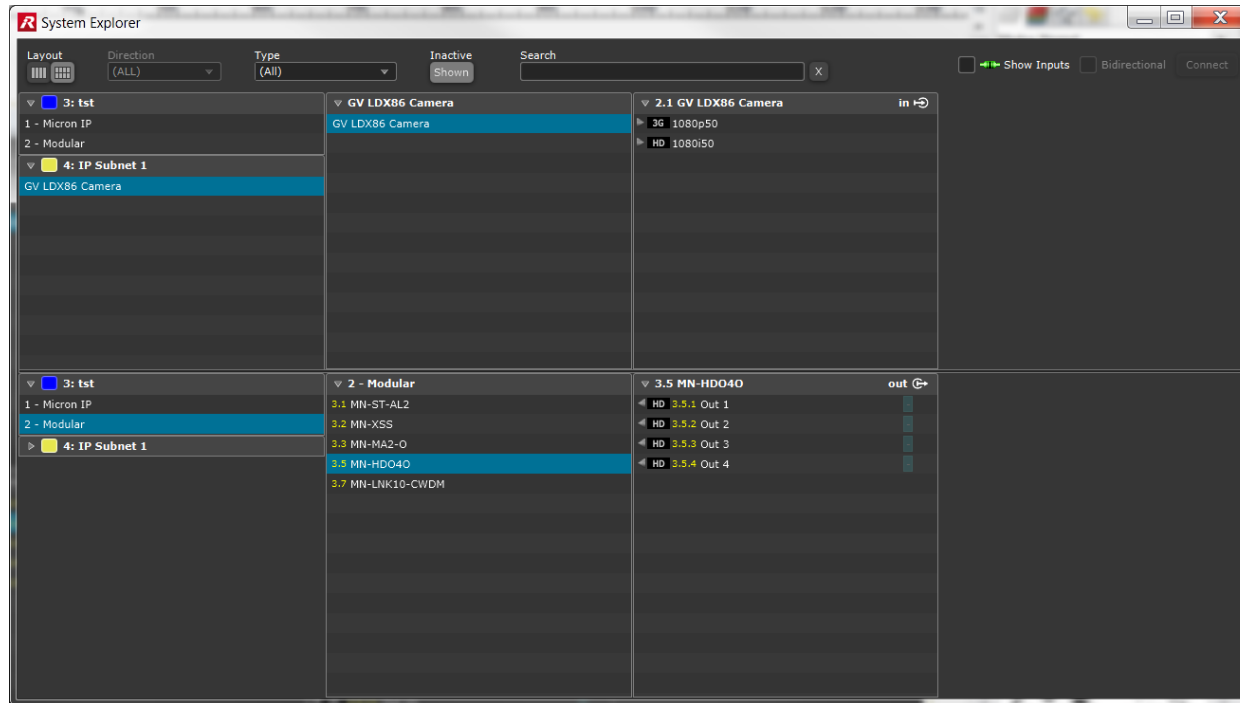 R System Explorer
X
Layout Direction Type Inactive Search
(ALL) (All) Shown X Show Inputs Bidirectional Connect
3: tst
1 - Micron IP
2 - Modular
4: IP Subnet 1
GV LDX86 Camera
GV LDX86 Camera
GV LDX86 Camera
2.1 GV LDX86 Camera in
3G 1080p50
HD 1080i50
3: tst
1 - Micron IP
2 - Modular
4: IP Subnet 1
2 - Modular
3.1 MN-ST-AL2
3.2 MN-XSS
3.3 MN-MA2-O
3.5 MN-HDO4O
3.7 MN-LNK10-CWDM
3.5 MN-HDO4O out
HD 3.5.1 Out 1 -
HD 3.5.2 Out 2 -
HD 3.5.3 Out 3 -
HD 3.5.4 Out 4 -